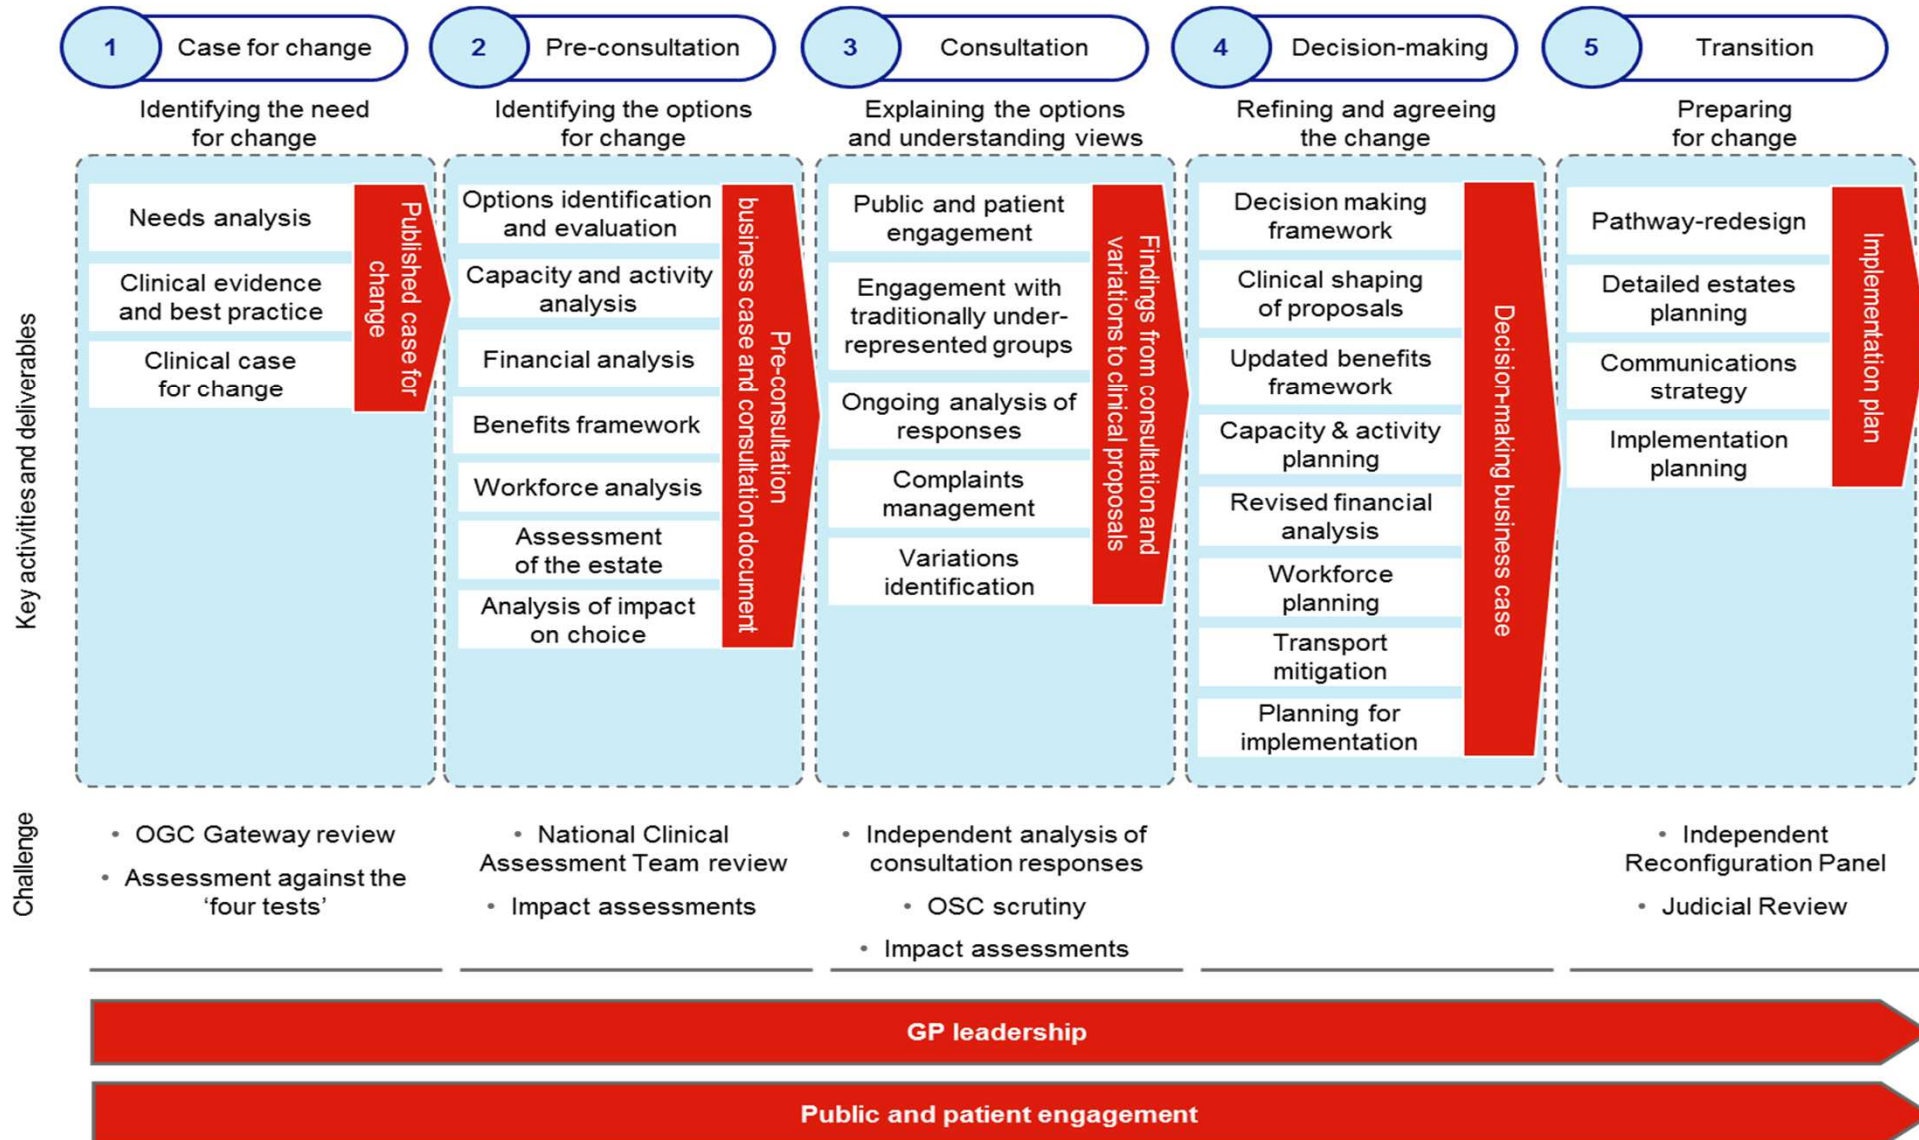 1
Case for change
2
Pre-consultation
3
Consultation
4
Decision-making
5
Transition
Identifying the need
for change
Identifying the options
for change
Explaining the options
and understanding views
Refining and agreeing
the change
Preparing
for change
Key activities and deliverables
Needs analysis
Clinical evidence
and best practice
Clinical case
for change
Published case for
change
Options identification
and evaluation
Capacity and activity
analysis
Financial analysis
Benefits framework
Workforce analysis
Assessment
of the estate
Analysis of impact
on choice
Pre-consultation
business case and consultation document
Public and patient
engagement
Engagement with
traditionally under-
represented groups
Ongoing analysis of
responses
Complaints
management
Variations
identification
Findings from consultation and
variations to clinical proposals
Decision making
framework
Clinical shaping
of proposals
Updated benefits
framework
Capacity & activity
planning
Revised financial
analysis
Workforce
planning
Transport
mitigation
Planning for
implementation
Decision-making business case
Pathway-redesign
Detailed estates
planning
Communications
strategy
Implementation
planning
Implementation plan
Challenge
• OGC Gateway review
• Assessment against the
‘four tests’
• National Clinical
Assessment Team review
• Impact assessments
• Independent analysis of
consultation responses
• OSC scrutiny
• Impact assessments
• Independent
Reconfiguration Panel
• Judicial Review
GP leadership
Public and patient engagement